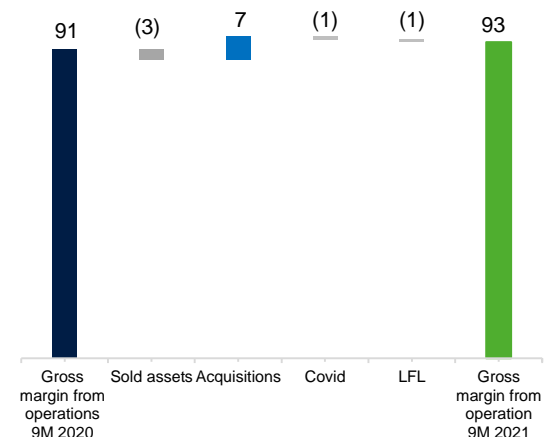 91
(3)
7
(1)
(1)
93
Gross
margin from
operations
9M 2020
Sold assets
Acquisitions
Covid
LFL
Gross
margin from
operation
9M 2021